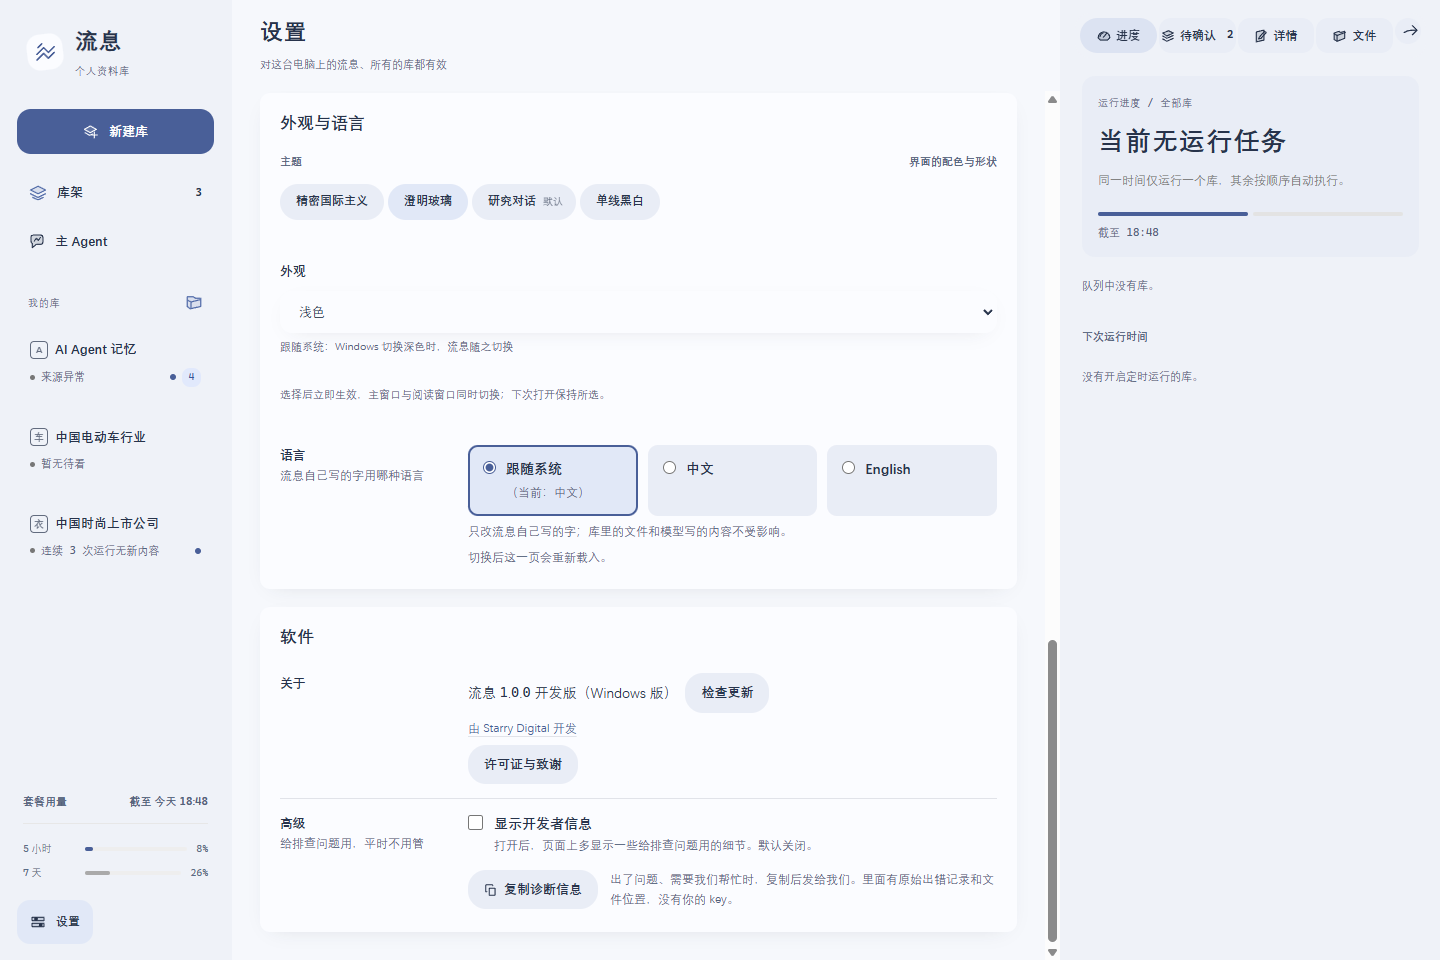 流息
个人资料库
新建库
库架 3
主 Agent
我的库
A AI Agent 记忆
来源异常 4
车 中国电动车行业
暂无待看
衣 中国时尚上市公司
连续 3 次运行无新内容
套餐用量 截至 今天 18:48
5 小时 8%
7 天 26%
设置
设置
对这台电脑上的流息、所有的库都有效
外观与语言
主题 界面的配色与形状
精密国际主义 澄明玻璃 研究对话 默认 单线黑白
外观
浅色
跟随系统：Windows 切换深色时，流息随之切换
选择后立即生效，主窗口与阅读窗口同时切换；下次打开保持所选。
语言
流息自己写的字用哪种语言
跟随系统
（当前：中文）
中文
English
只改流息自己写的字；库里的文件和模型写的内容不受影响。
切换后这一页会重新载入。
软件
关于
流息 1.0.0 开发版（Windows 版） 检查更新
由 Starry Digital 开发
许可证与致谢
高级
给排查问题用，平时不用管
显示开发者信息
打开后，页面上多显示一些给排查问题用的细节。默认关闭。
复制诊断信息
出了问题、需要我们帮忙时，复制后发给我们。里面有原始出错记录和文
件位置，没有你的 key。
进度 待确认 2 详情 文件
运行进度 / 全部库
当前无运行任务
同一时间仅运行一个库，其余按顺序自动执行。
截至 18:48
队列中没有库。
下次运行时间
没有开启定时运行的库。